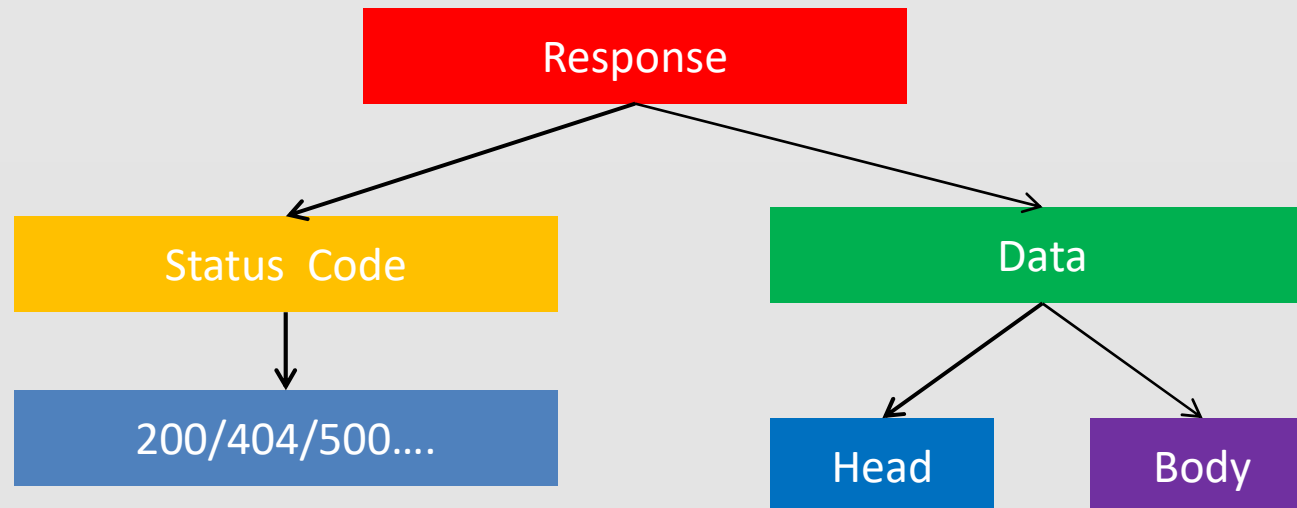 Response
Status  Code
Data
200/404/500....
Head
Body